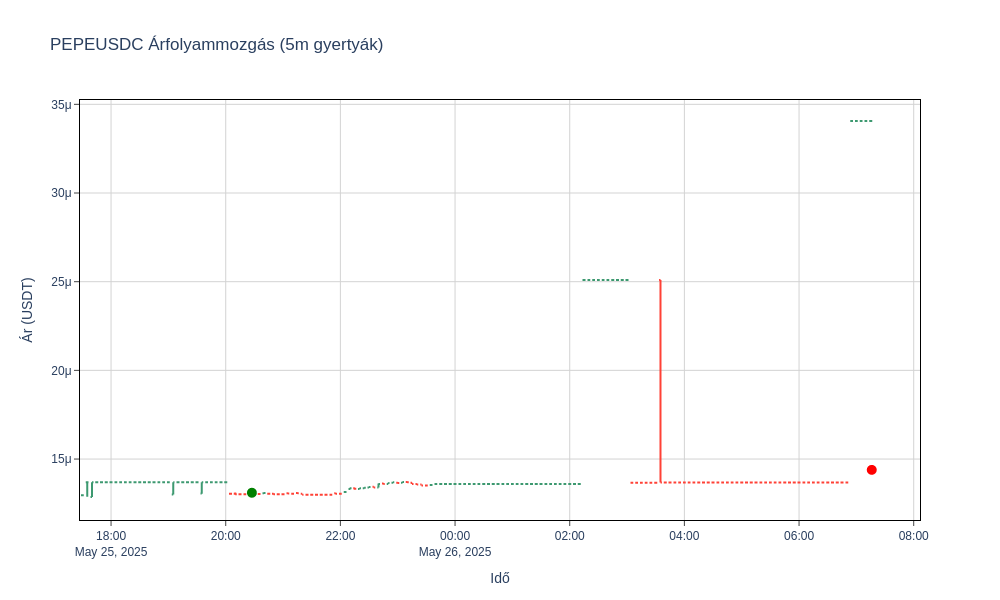 PEPEUSDC Árfolyammozgás (5m gyertyák)
35μ
30μ
25μ
20μ
15μ
Ár (USDT)
18:00 20:00 22:00 00:00 02:00 04:00 06:00 08:00
May 25, 2025 May 26, 2025
Idő